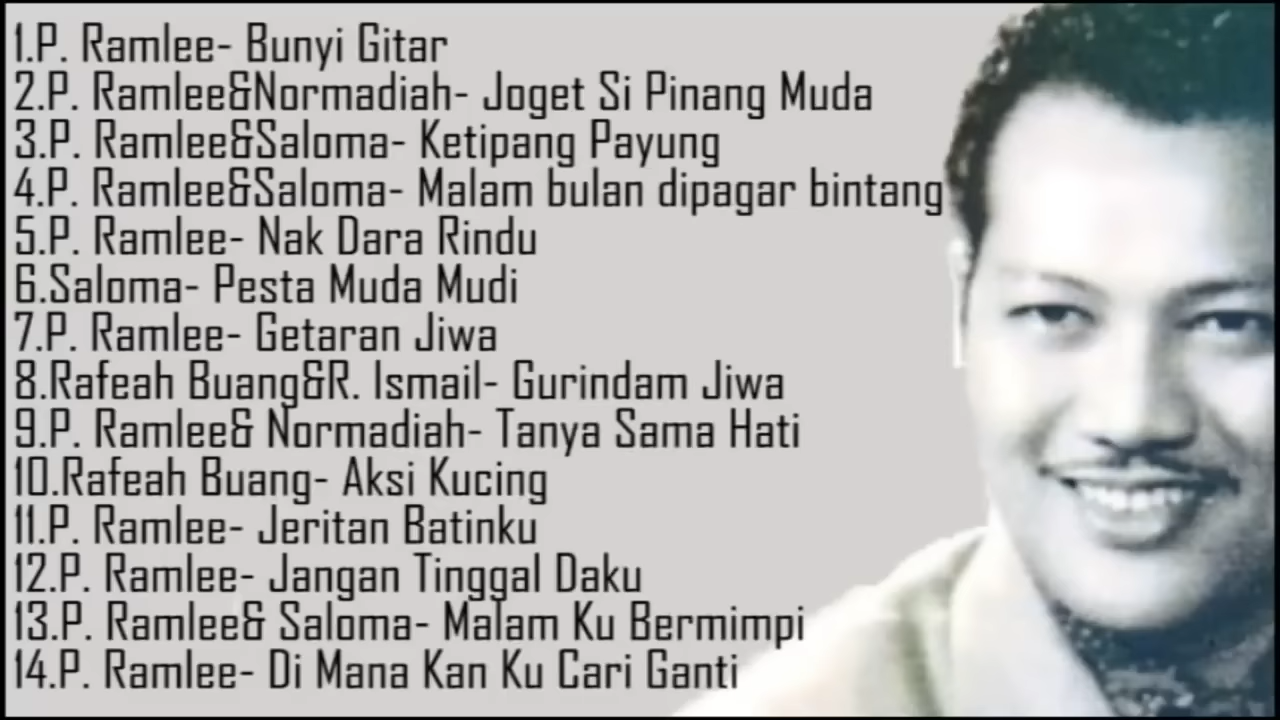 1.P. Ramlee- Bunyi Gitar
2.P. Ramlee&Normadiah- Joget Si Pinang Muda
3.P. Ramlee&Saloma- Ketipang Payung
4.P. Ramlee&Saloma- Malam bulan dipagar bintang
5.P. Ramlee- Nak Dara Rindu
6.Saloma- Pesta Muda Mudi
7.P. Ramlee- Getaran Jiwa
8.Rafeah Buang&R. Ismail- Gurindam Jiwa
9.P. Ramlee& Normadiah- Tanya Sama Hati
10.Rafeah Buang- Aksi Kucing
11.P. Ramlee- Jeritan Batinku
12.P. Ramlee- Jangan Tinggal Daku
13.P. Ramlee& Saloma- Malam Ku Bermimpi
14.P. Ramlee- Di Mana Kan Ku Cari Ganti